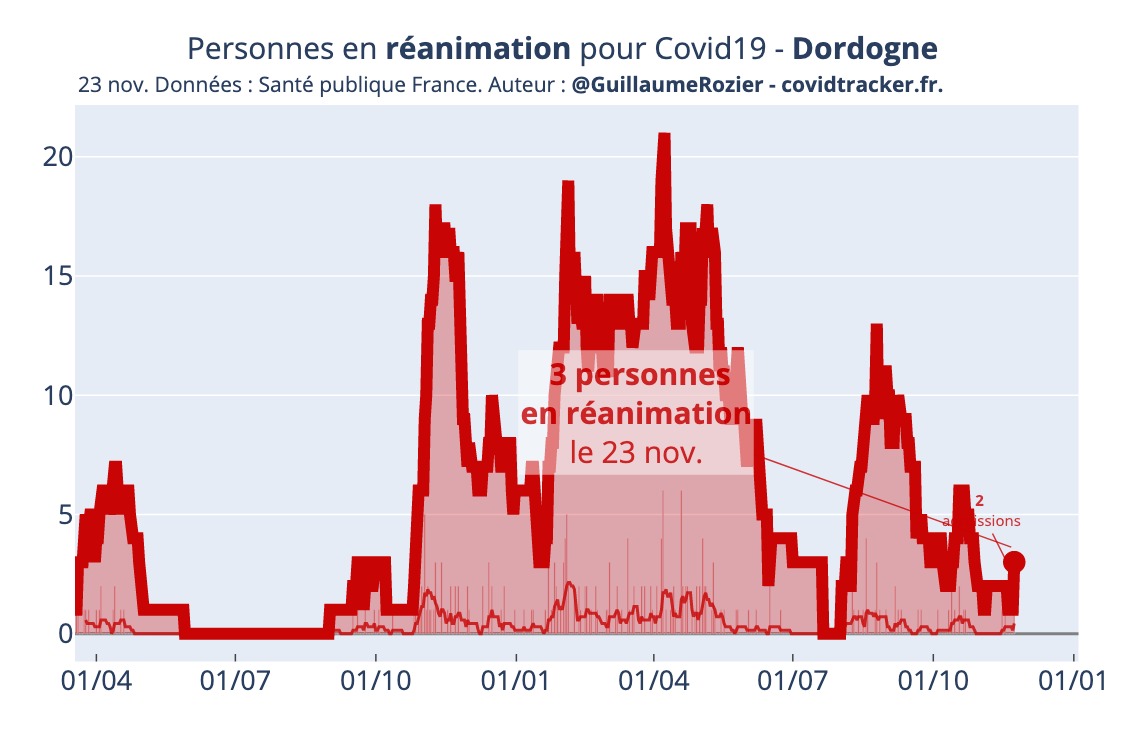 Personnes en réanimation pour Covid19 - Dordogne
23 nov. Données : Santé publique France. Auteur : @GuillaumeRozier - covidtracker.fr.
20
15
10
5
0
3 personnes
en réanimation
le 23 nov.
2
admissions
01/04 01/07 01/10 01/01 01/04 01/07 01/10 01/01